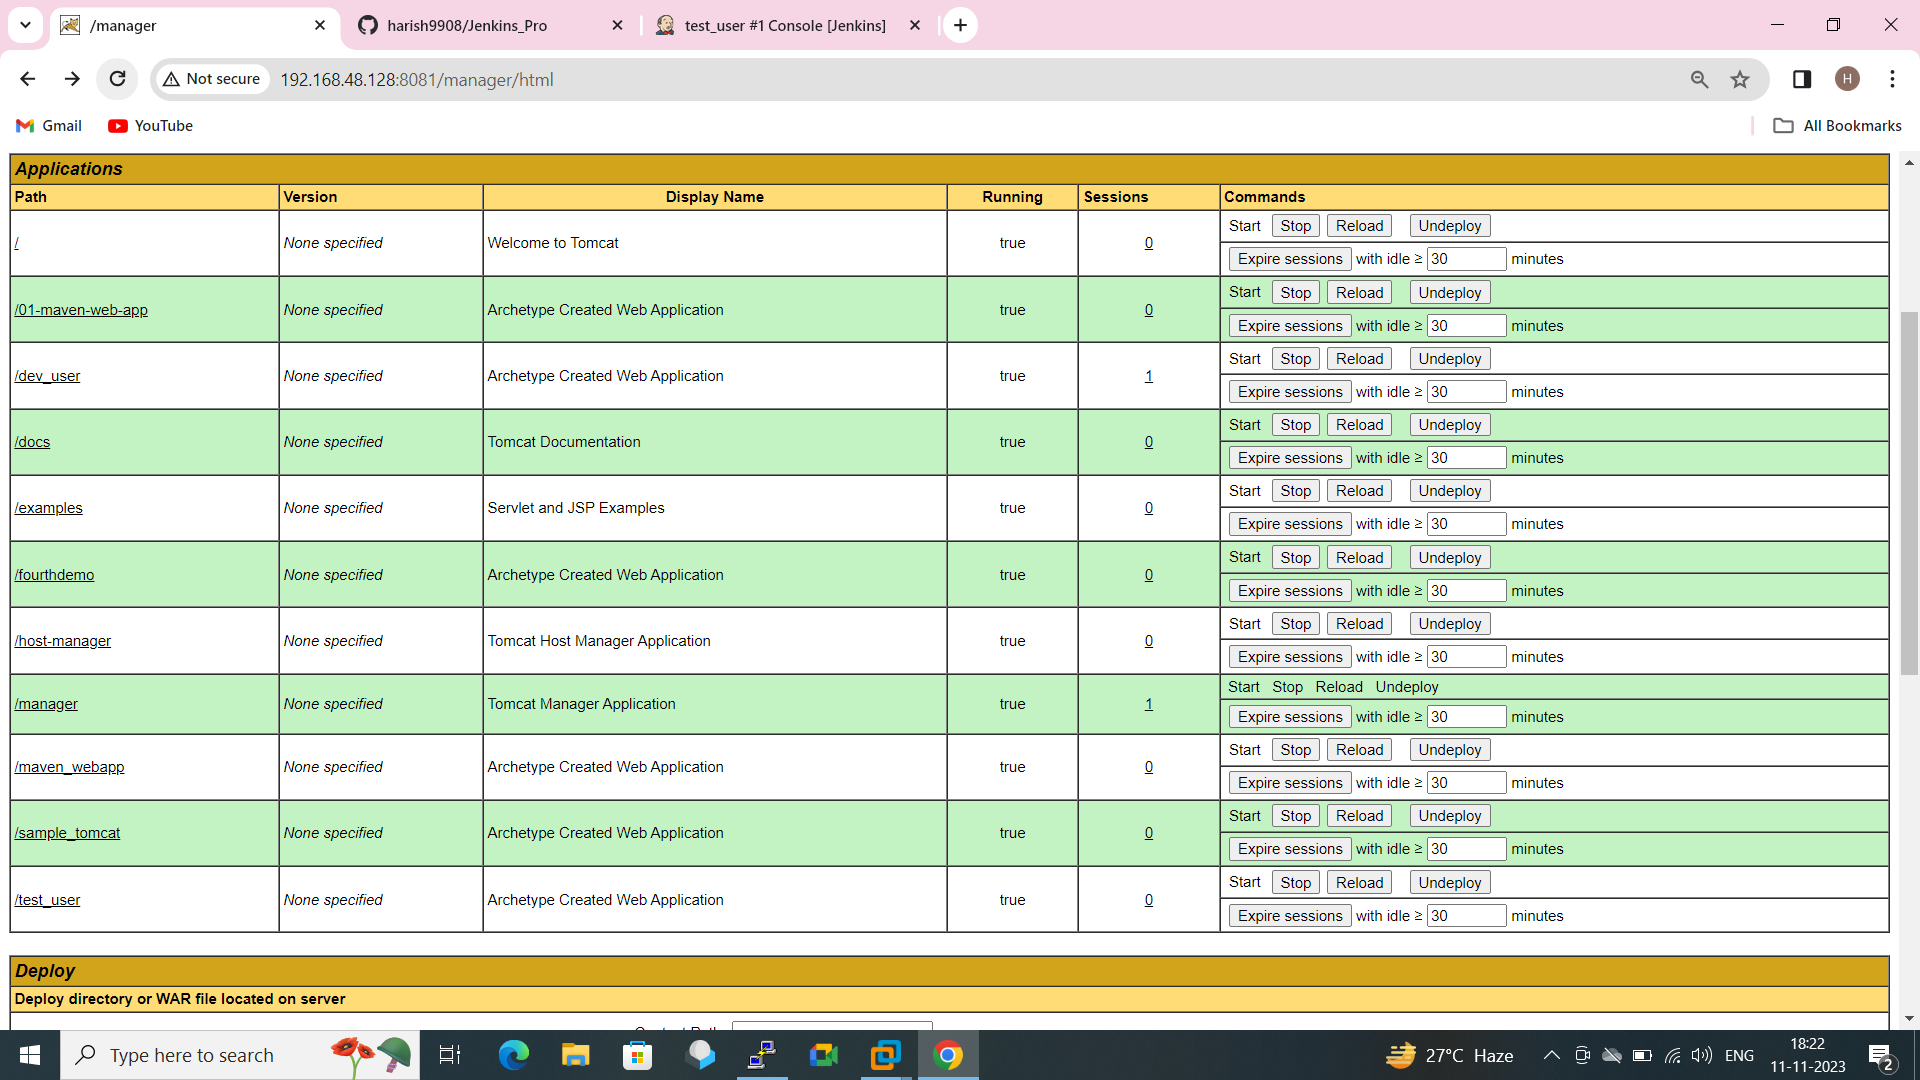 /manager
harish9908/Jenkins_Pro
test_user #1 Console [Jenkins]
Not secure
192.168.48.128:8081/manager/html
H
Gmail
YouTube
All Bookmarks
Applications
Path Version Display Name Running Sessions Commands
/ None specified Welcome to Tomcat true 0 Start Stop Reload Undeploy
Expire sessions with idle ≥ 30 minutes
/01-maven-web-app None specified Archetype Created Web Application true 0 Start Stop Reload Undeploy
Expire sessions with idle ≥ 30 minutes
/dev_user None specified Archetype Created Web Application true 1 Start Stop Reload Undeploy
Expire sessions with idle ≥ 30 minutes
/docs None specified Tomcat Documentation true 0 Start Stop Reload Undeploy
Expire sessions with idle ≥ 30 minutes
/examples None specified Servlet and JSP Examples true 0 Start Stop Reload Undeploy
Expire sessions with idle ≥ 30 minutes
/fourthdemo None specified Archetype Created Web Application true 0 Start Stop Reload Undeploy
Expire sessions with idle ≥ 30 minutes
/host-manager None specified Tomcat Host Manager Application true 0 Start Stop Reload Undeploy
Expire sessions with idle ≥ 30 minutes
/manager None specified Tomcat Manager Application true 1 Start Stop Reload Undeploy
Expire sessions with idle ≥ 30 minutes
/maven_webapp None specified Archetype Created Web Application true 0 Start Stop Reload Undeploy
Expire sessions with idle ≥ 30 minutes
/sample_tomcat None specified Archetype Created Web Application true 0 Start Stop Reload Undeploy
Expire sessions with idle ≥ 30 minutes
/test_user None specified Archetype Created Web Application true 0 Start Stop Reload Undeploy
Expire sessions with idle ≥ 30 minutes
Deploy
Deploy directory or WAR file located on server
Type here to search
27°C Haze
ENG
18:22
11-11-2023
2